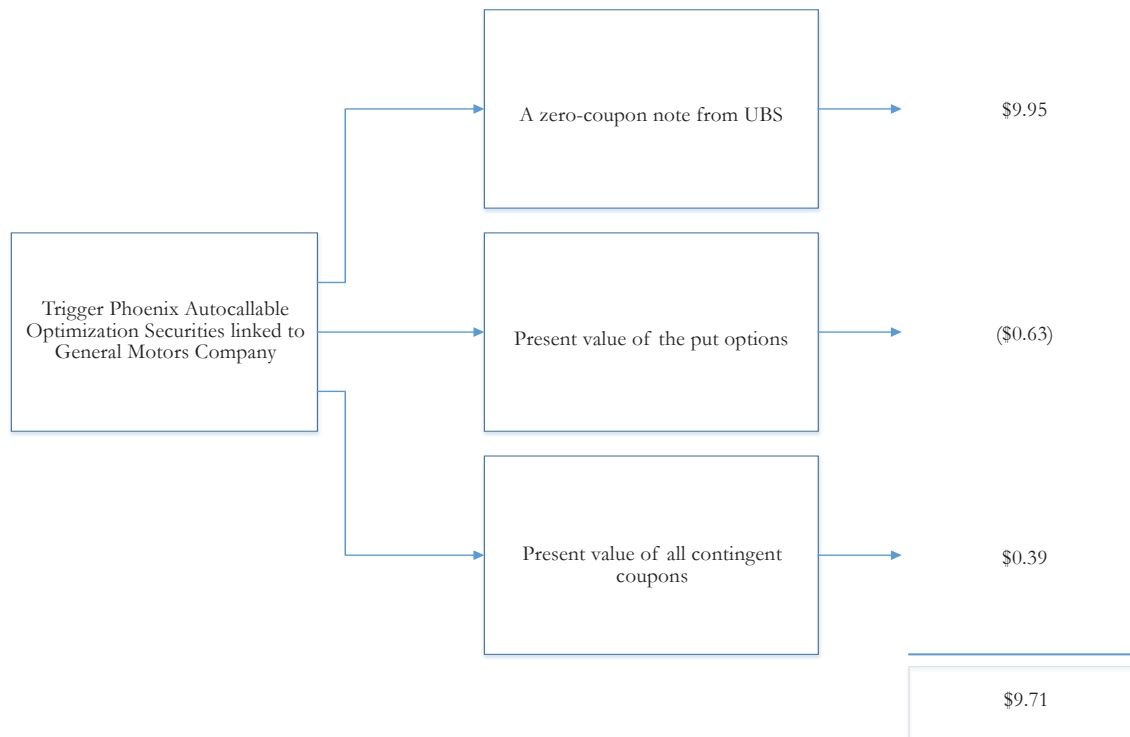 A zero-coupon note from UBS
$9.95
Trigger Phoenix Autocallable
Optimization Securities linked to
General Motors Company
Present value of the put options
($0.63)
Present value of all contingent
coupons
$0.39
$9.71